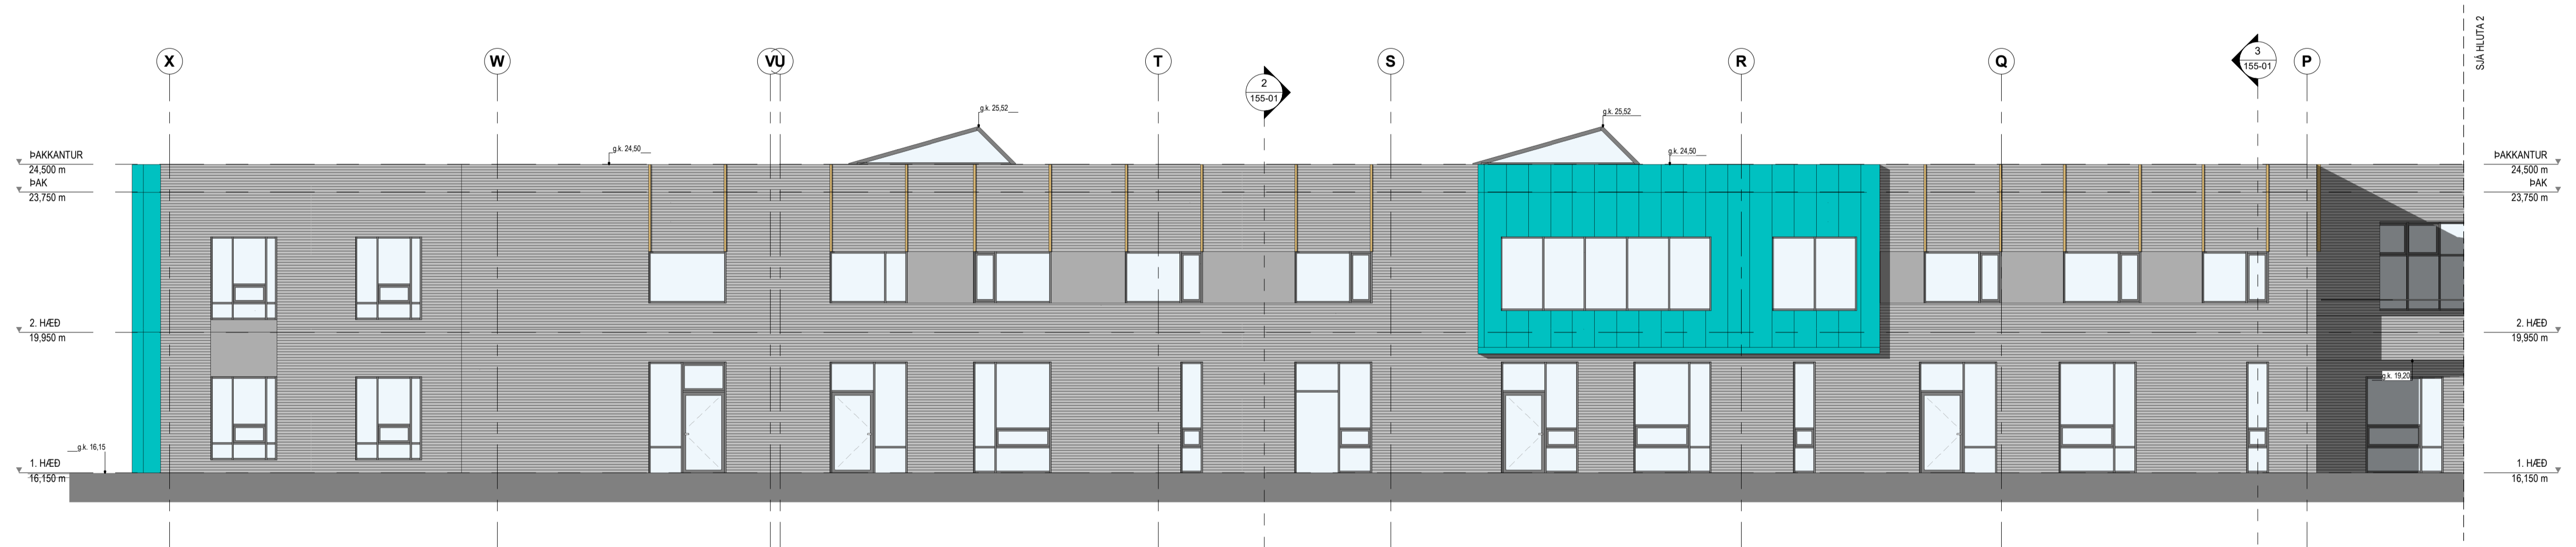 SJÁ HLUTA 2
X
W
V
U
T
S
R
Q
P
2
155-01
3
155-01
g.k. 25,52
g.k. 25,52
g.k. 24,50
g.k. 24,50
ÞAKKANTUR
24,500 m
ÞAK
23,750 m
ÞAKKANTUR
24,500 m
ÞAK
23,750 m
2. HÆÐ
19,950 m
2. HÆÐ
19,950 m
g.k. 19,20
g.k. 16,15
1. HÆÐ
16,150 m
1. HÆÐ
16,150 m